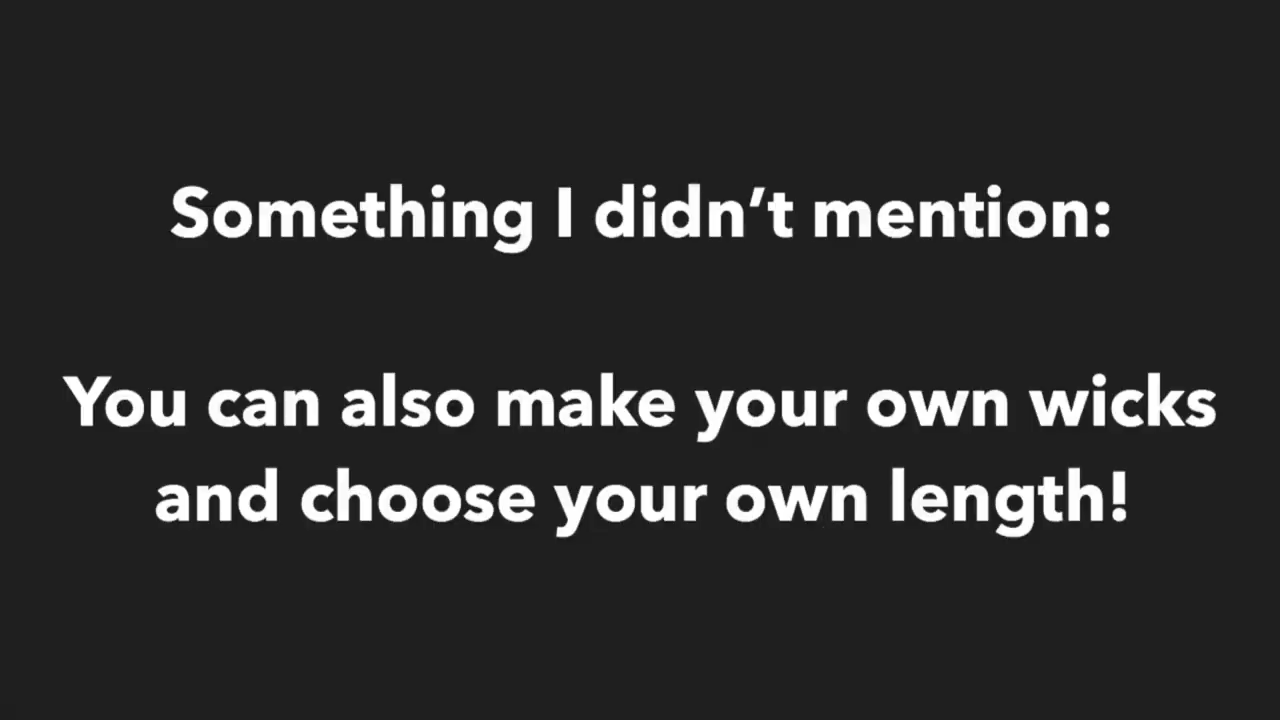 Something I didn’t mention:
You can also make your own wicks
and choose your own length!